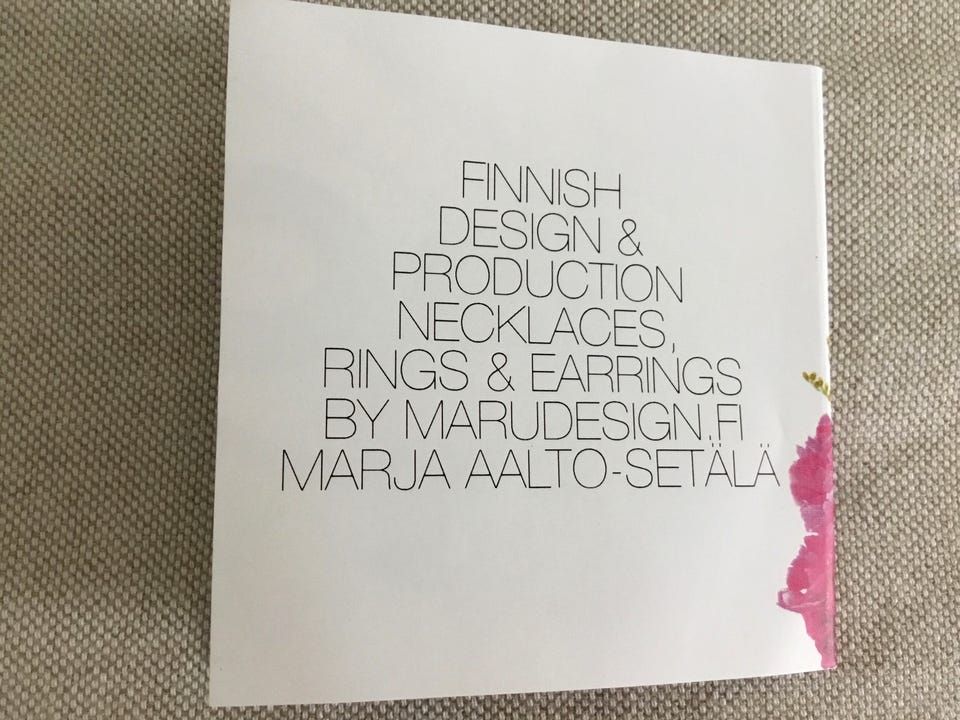 FINNISH
DESIGN &
PRODUCTION
NECKLACES,
RINGS & EARRINGS
BY MARUDESIGN.FI
MARJA AALTO-SETÄLÄ